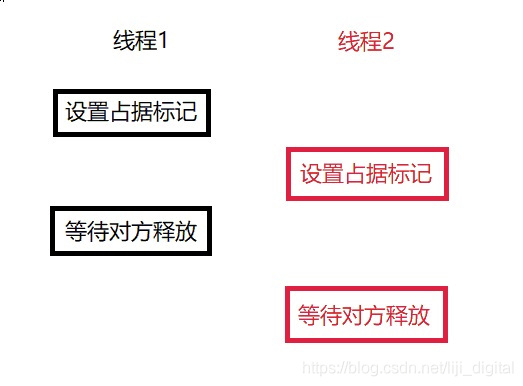 线程1
线程2
设置占据标记
设置占据标记
等待对方释放
等待对方释放
https://blog.csdn.net/liji_digital